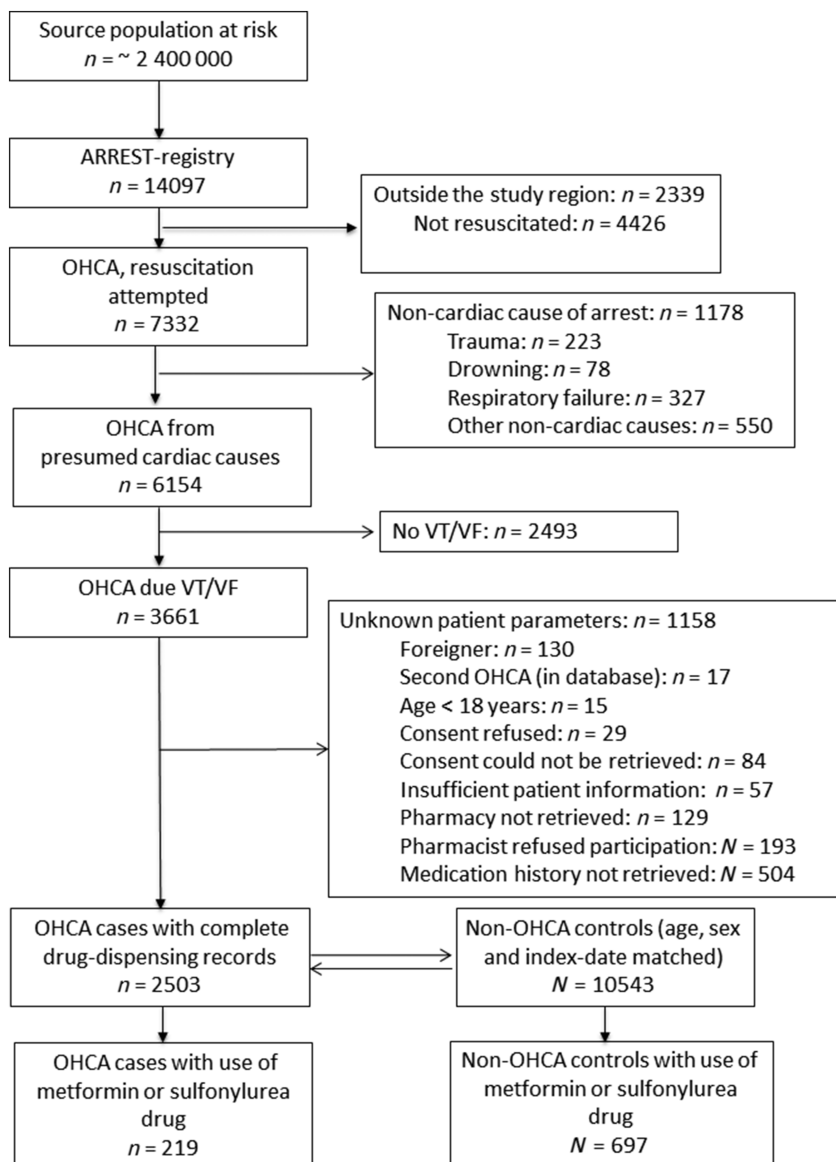 Source population at risk
n = ~ 2 400 000
ARREST-registry
n = 14097
Outside the study region: n = 2339
Not resuscitated: n = 4426
OHCA, resuscitation
attempted
n = 7332
Non-cardiac cause of arrest: n = 1178
Trauma: n = 223
Drowning: n = 78
Respiratory failure: n = 327
Other non-cardiac causes: n = 550
OHCA from
presumed cardiac causes
n = 6154
No VT/VF: n = 2493
OHCA due VT/VF
n = 3661
Unknown patient parameters: n = 1158
Foreigner: n = 130
Second OHCA (in database): n = 17
Age < 18 years: n = 15
Consent refused: n = 29
Consent could not be retrieved: n = 84
Insufficient patient information: n = 57
Pharmacy not retrieved: n = 129
Pharmacist refused participation: N = 193
Medication history not retrieved: N = 504
OHCA cases with complete
drug-dispensing records
n = 2503
Non-OHCA controls (age, sex
and index-date matched)
N = 10543
OHCA cases with use of
metformin or sulfonylurea
drug
n = 219
Non-OHCA controls with use of
metformin or sulfonylurea
drug
N = 697